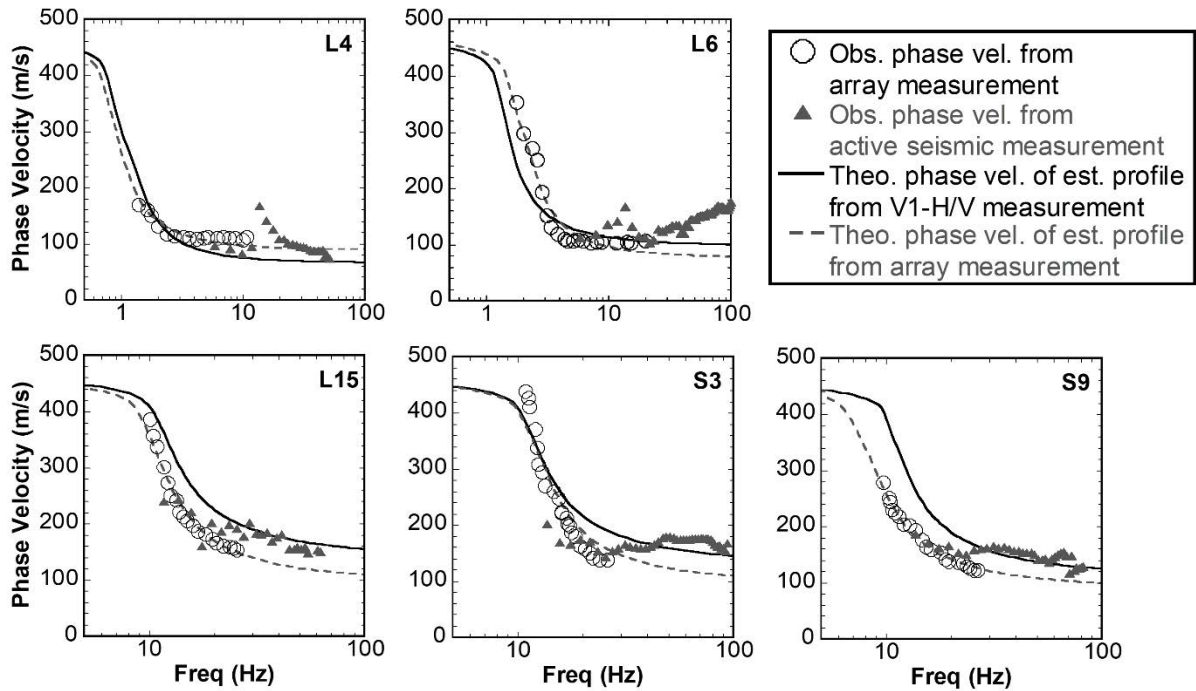 L4
L6
L15
S3
S9
Phase Velocity (m/s)
500
400
300
200
100
0
1
10
100
1
10
100
Obs. phase vel. from
array measurement
Obs. phase vel. from
active seismic measurement
Theo. phase vel. of est. profile
from V1-H/V measurement
Theo. phase vel. of est. profile
from array measurement
Phase Velocity (m/s)
500
400
300
200
100
0
10
100
Freq (Hz)
500
400
300
200
100
0
10
100
Freq (Hz)
500
400
300
200
100
0
10
100
Freq (Hz)
500
400
300
200
100
0